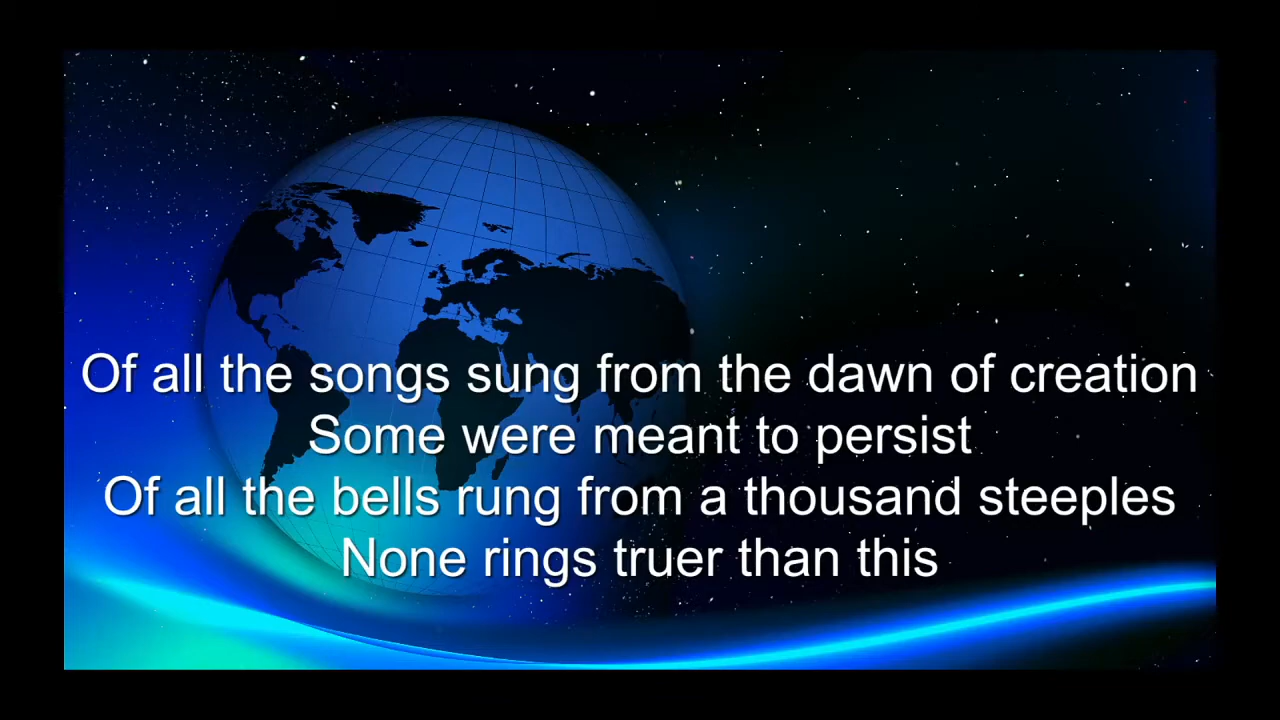 Of all the songs sung from the dawn of creation
Some were meant to persist
Of all the bells rung from a thousand steeples
None rings truer than this